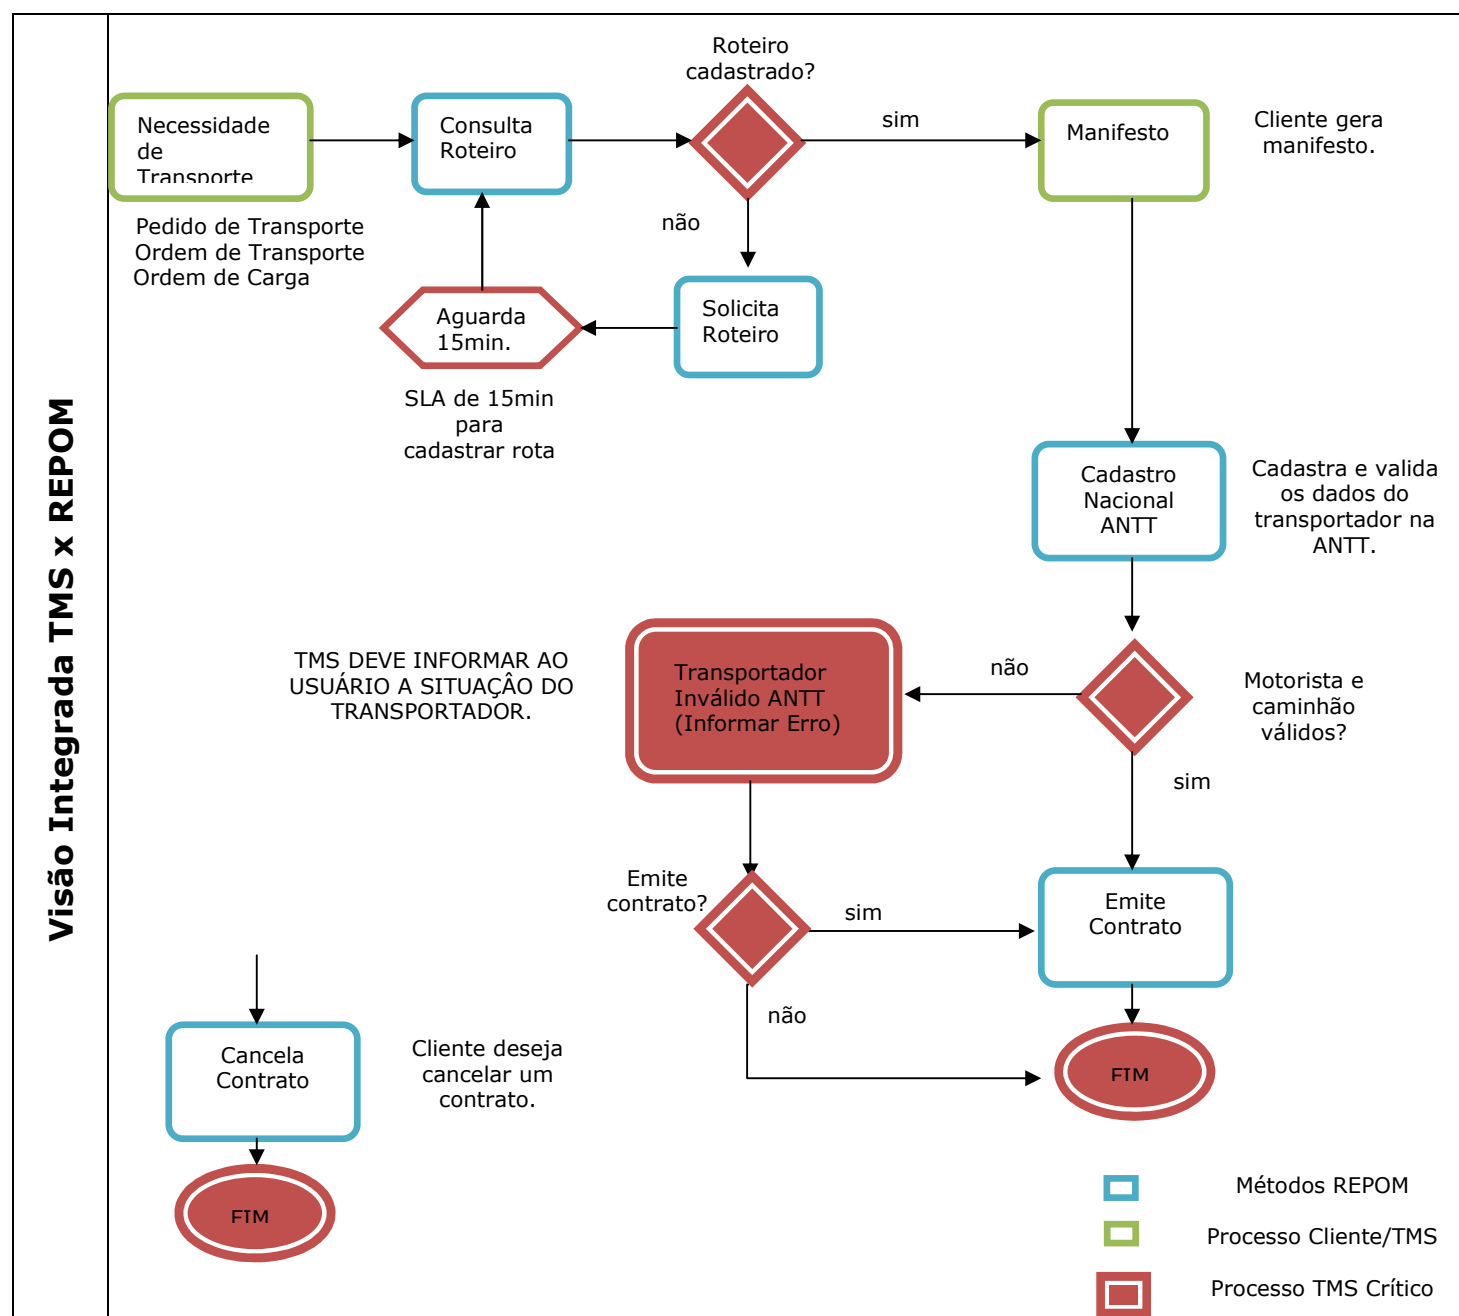 Visão Integrada TMS x REPOM
Roteiro
cadastrado?
Necessidade
de
Transporte
Consulta
Roteiro
sim
Manifesto
Cliente gera
manifesto.
não
Pedido de Transporte
Ordem de Transporte
Ordem de Carga
Aguarda
15min.
Solicita
Roteiro
SLA de 15min
para
cadastrar rota
Cadastro
Nacional
ANTT
Cadastra e valida
os dados do
transportador na
ANTT.
TMS DEVE INFORMAR AO
USUÁRIO A SITUAÇÂO DO
TRANSPORTADOR.
Transportador
Inválido ANTT
(Informar Erro)
não
Motorista e
caminhão
válidos?
sim
Emite
contrato?
sim
Emite
Contrato
não
Cancela
Contrato
Cliente deseja
cancelar um
contrato.
FIM
FIM
Métodos REPOM
Processo Cliente/TMS
Processo TMS Crítico